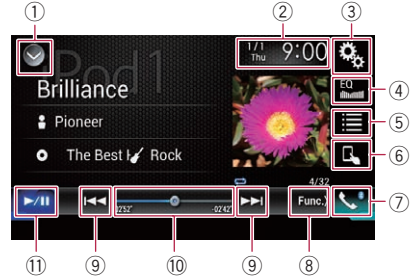 ① ② ③
iPod1
1/1 Thu 9:00
Brilliance
EQ ④
Pioneer
⑤
The Best Rock
⑥
4/32
02'52" -02'42" Func.
⑦
⑪ ⑨ ⑩ ⑨ ⑧